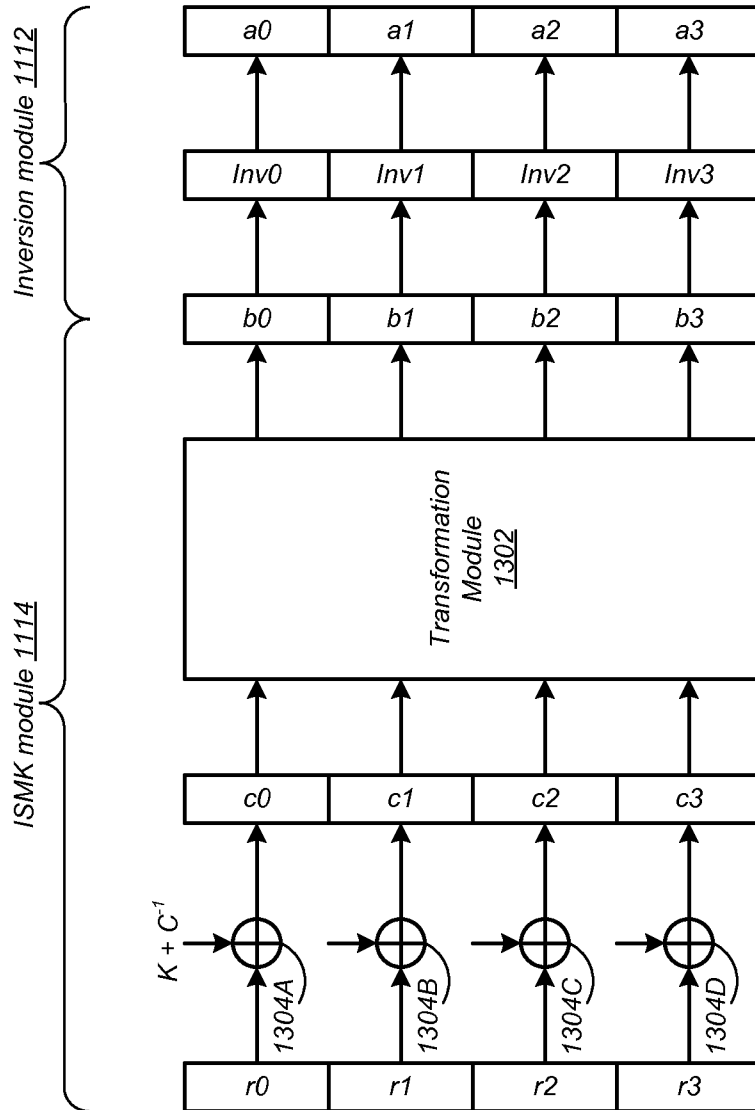 Inversion module 1112
a0 a1 a2 a3
Inv0 Inv1 Inv2 Inv3
b0 b1 b2 b3
ISMK module 1114
Transformation
Module
1302
c0 c1 c2 c3
K + C⁻¹
1304A 1304B 1304C 1304D
r0 r1 r2 r3